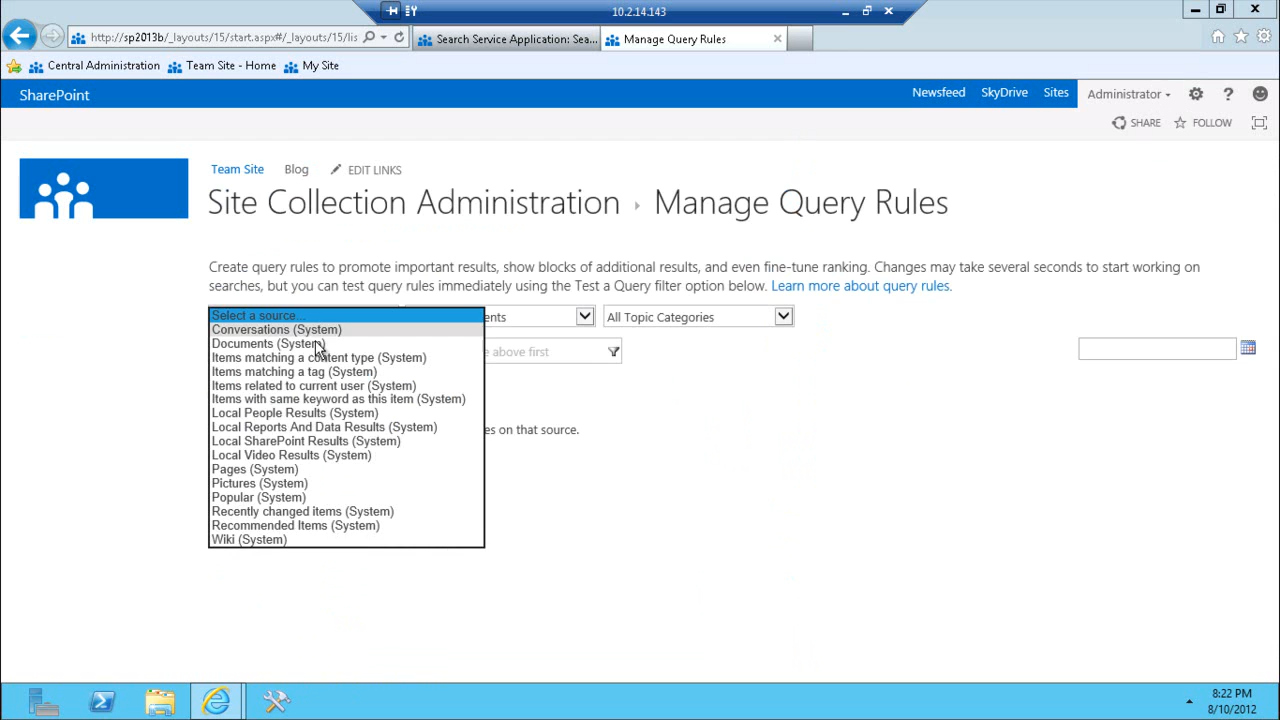 10.2.14.143
http://sp2013b/_layouts/15/start.aspx#/_layouts/15/lis
Search Service Application: Sea...
Manage Query Rules
Central Administration
Team Site - Home
My Site
SharePoint
Newsfeed
SkyDrive
Sites
Administrator
?
SHARE
FOLLOW
Team Site
Blog
EDIT LINKS
Site Collection Administration
Manage Query Rules
Create query rules to promote important results, show blocks of additional results, and even fine-tune ranking. Changes may take several seconds to start working on
searches, but you can test query rules immediately using the Test a Query filter option below. Learn more about query rules.
Select a source...
ents
All Topic Categories
Conversations (System)
Documents (System)
e above first
Items matching a content type (System)
Items matching a tag (System)
Items related to current user (System)
Items with same keyword as this item (System)
Local People Results (System)
Local Reports And Data Results (System)
es on that source.
Local SharePoint Results (System)
Local Video Results (System)
Pages (System)
Pictures (System)
Popular (System)
Recently changed items (System)
Recommended Items (System)
Wiki (System)
8:22 PM
8/10/2012